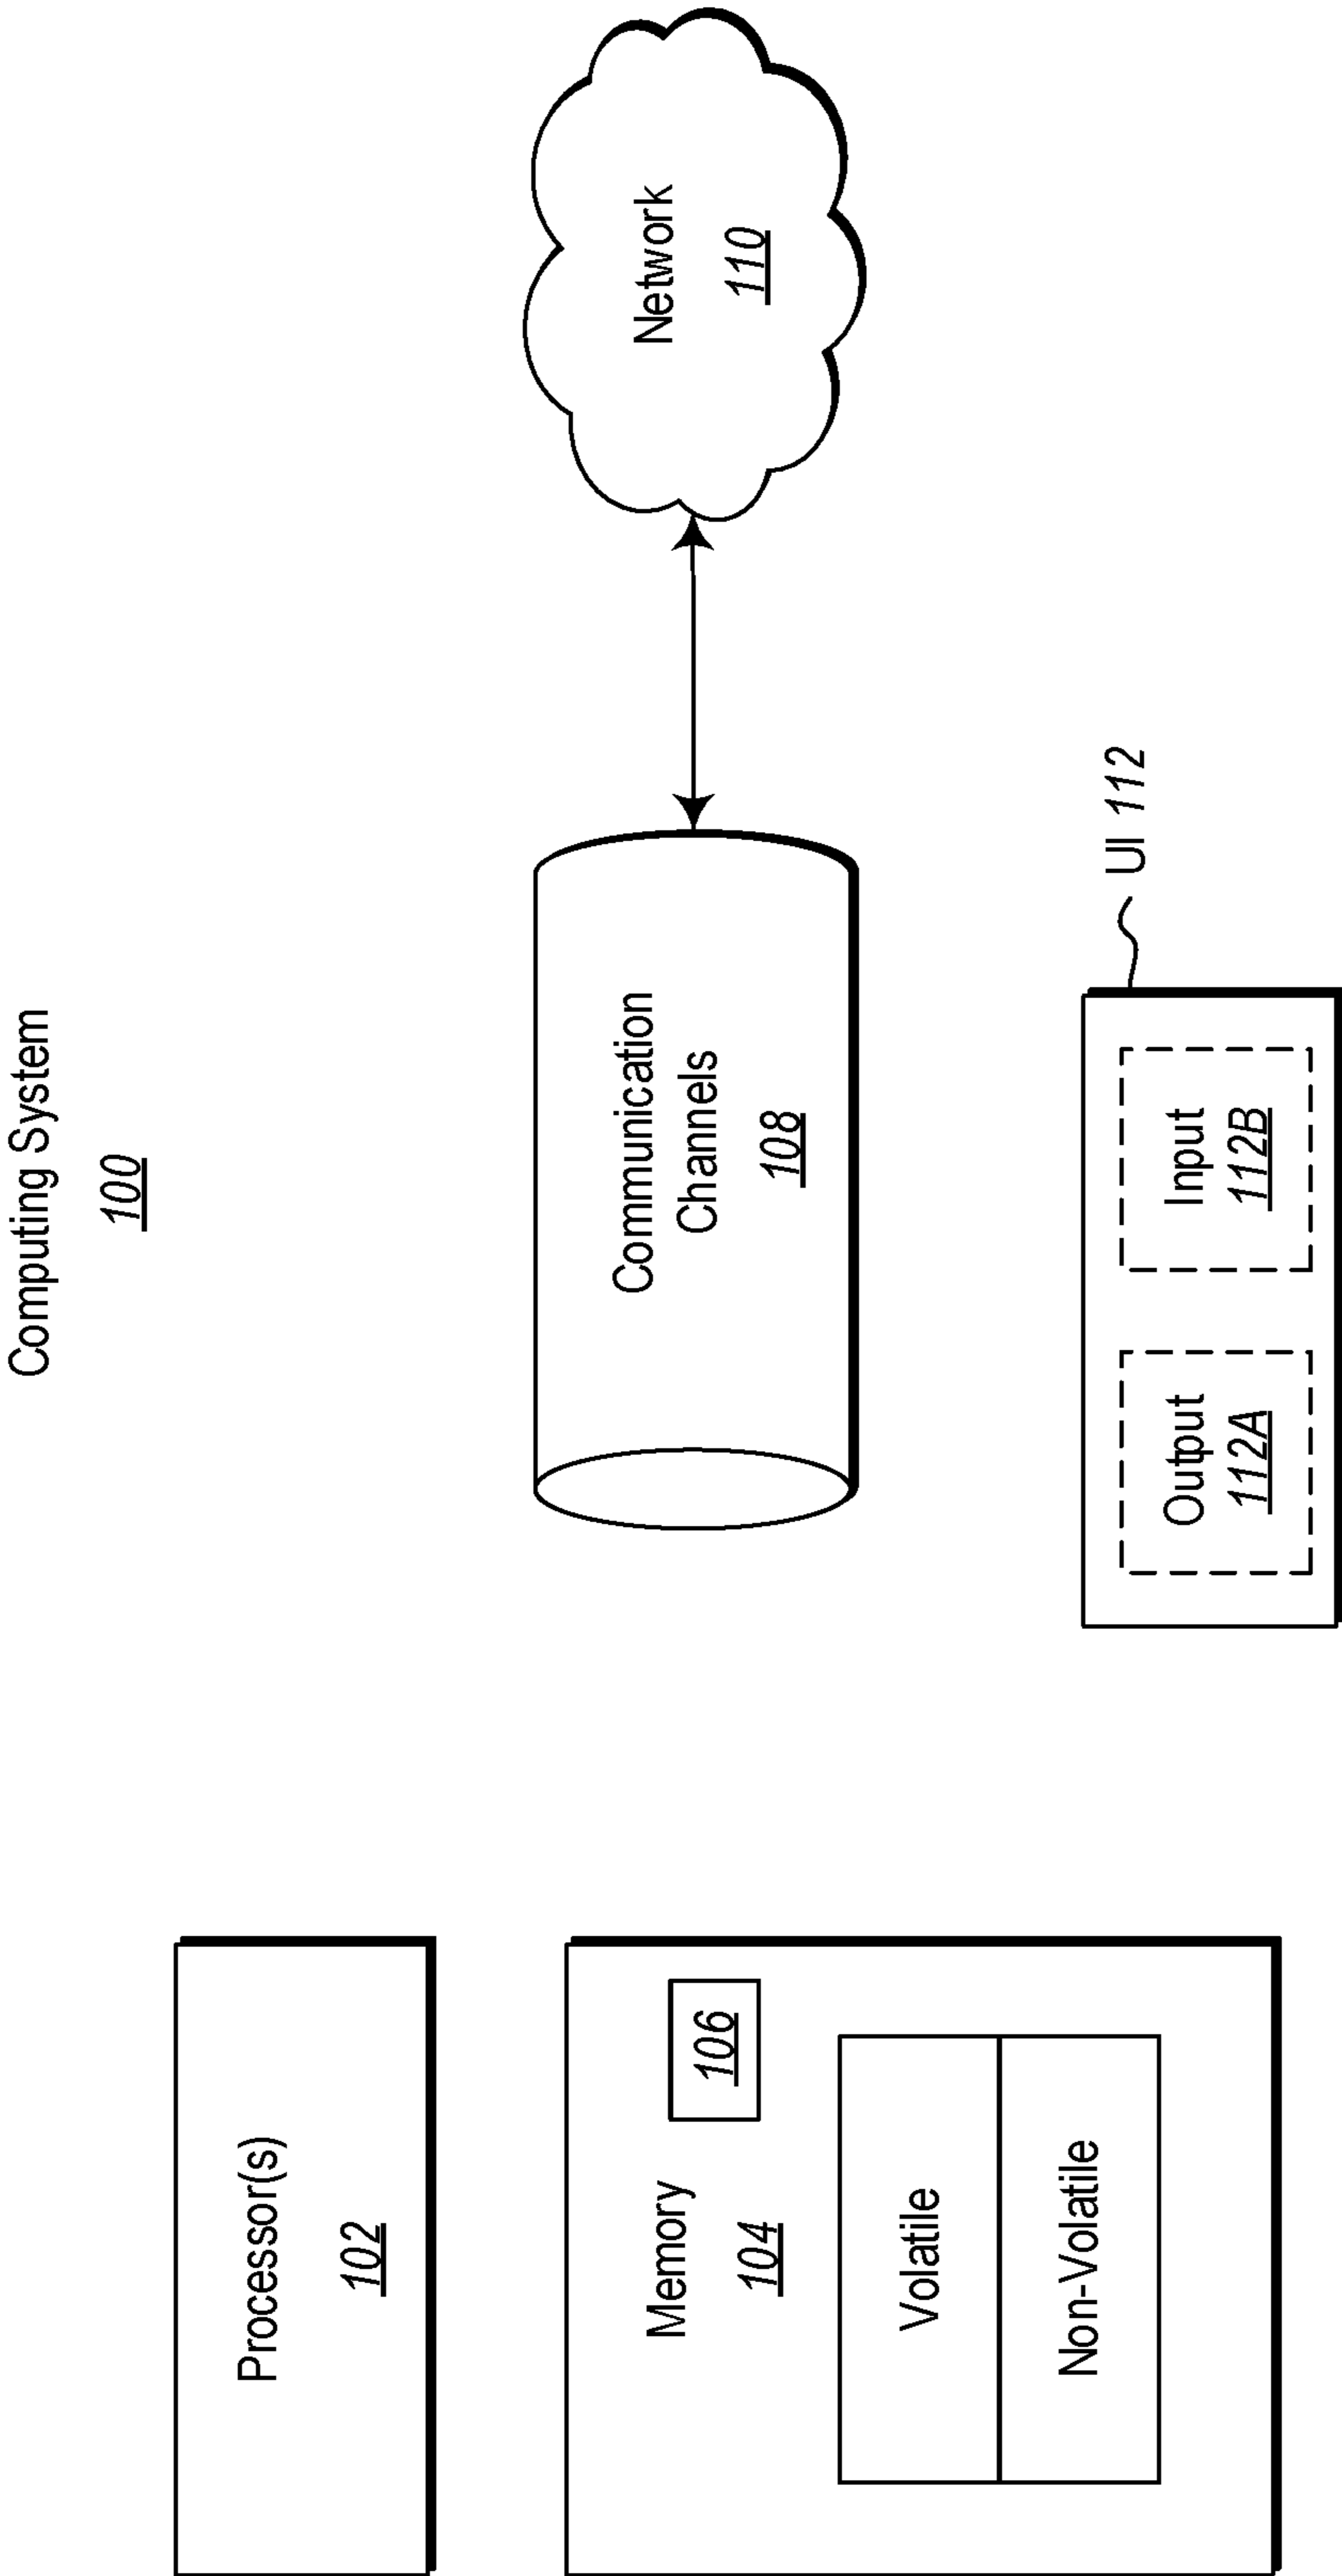 Computing System
100
Processor(s)
102
Memory
104
106
Volatile
Non-Volatile
Communication
Channels
108
Network
110
UI 112
Output
112A
Input
112B